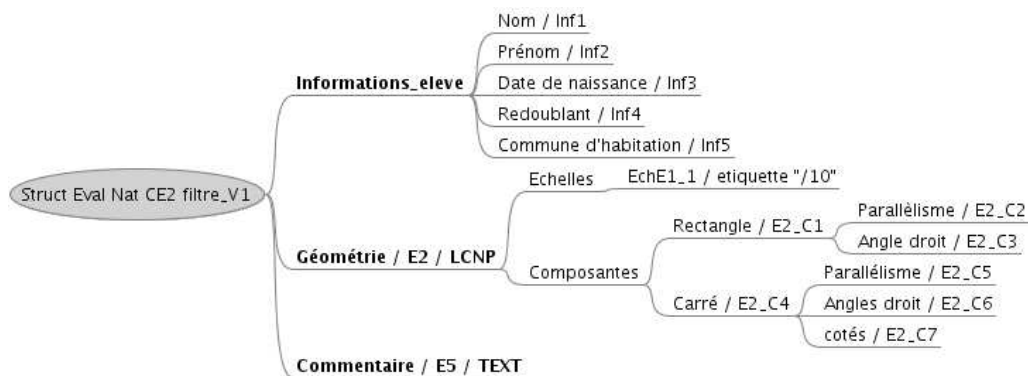 Struct Eval Nat CE2 filtre_V1
Informations_eleve
Nom / Inf1
Prénom / Inf2
Date de naissance / Inf3
Redoublant / Inf4
Commune d'habitation / Inf5
Géométrie / E2 / LCNP
Echelles
EchE1_1 / etiquette "/10"
Composantes
Rectangle / E2_C1
Parallèlisme / E2_C2
Angle droit / E2_C3
Carré / E2_C4
Parallélisme / E2_C5
Angles droit / E2_C6
cotés / E2_C7
Commentaire / E5 / TEXT